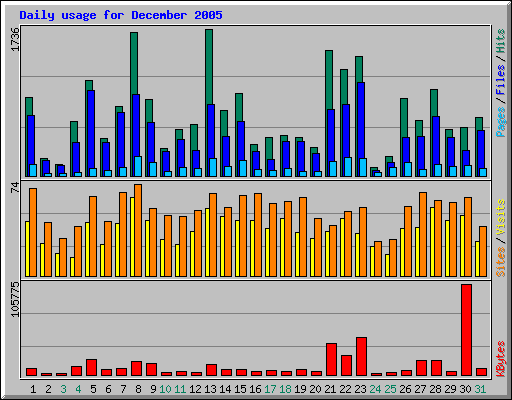 Daily usage for December 2005
1736
Pages / Files / Hits
74
Sites / Visits
105775
KBytes
1 2 3 4 5 6 7 8 9 10 11 12 13 14 15 16 17 18 19 20 21 22 23 24 25 26 27 28 29 30 31